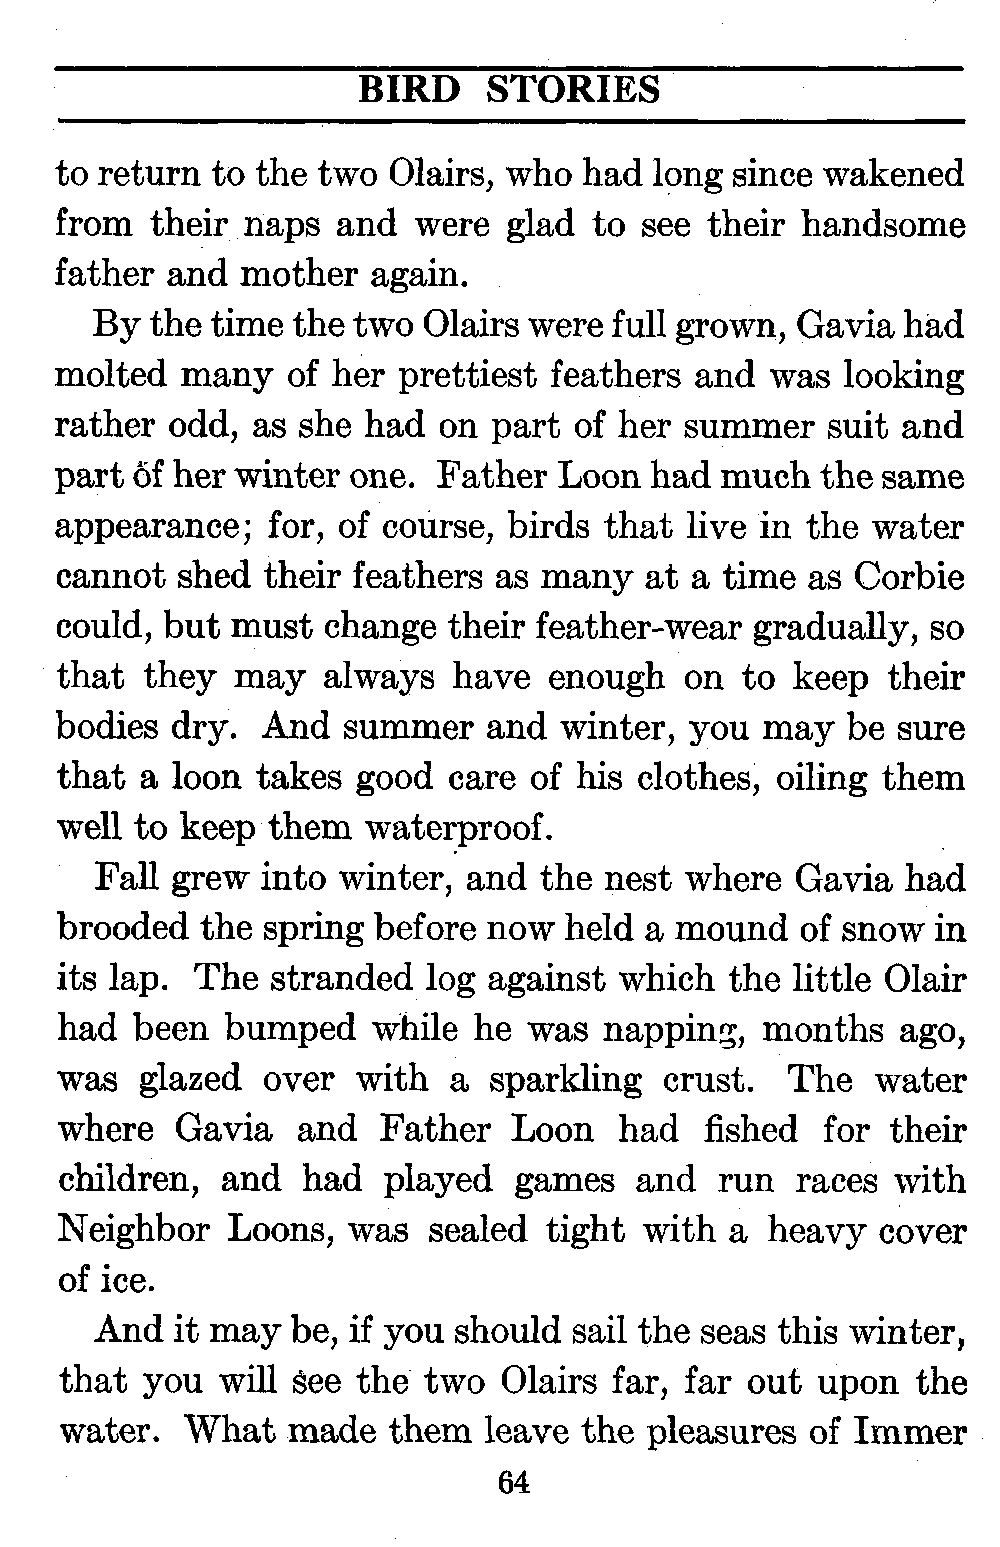 BIRD STORIES
to return to the two Olairs, who had long since wakened
from their naps and were glad to see their handsome
father and mother again.
By the time the two Olairs were full grown, Gavia had
molted many of her prettiest feathers and was looking
rather odd, as she had on part of her summer suit and
part of her winter one. Father Loon had much the same
appearance; for, of course, birds that live in the water
cannot shed their feathers as many at a time as Corbie
could, but must change their feather-wear gradually, so
that they may always have enough on to keep their
bodies dry. And summer and winter, you may be sure
that a loon takes good care of his clothes, oiling them
well to keep them waterproof.
Fall grew into winter, and the nest where Gavia had
brooded the spring before now held a mound of snow in
its lap. The stranded log against which the little Olair
had been bumped while he was napping, months ago,
was glazed over with a sparkling crust. The water
where Gavia and Father Loon had fished for their
children, and had played games and run races with
Neighbor Loons, was sealed tight with a heavy cover
of ice.
And it may be, if you should sail the seas this winter,
that you will see the two Olairs far, far out upon the
water. What made them leave the pleasures of Immer
64